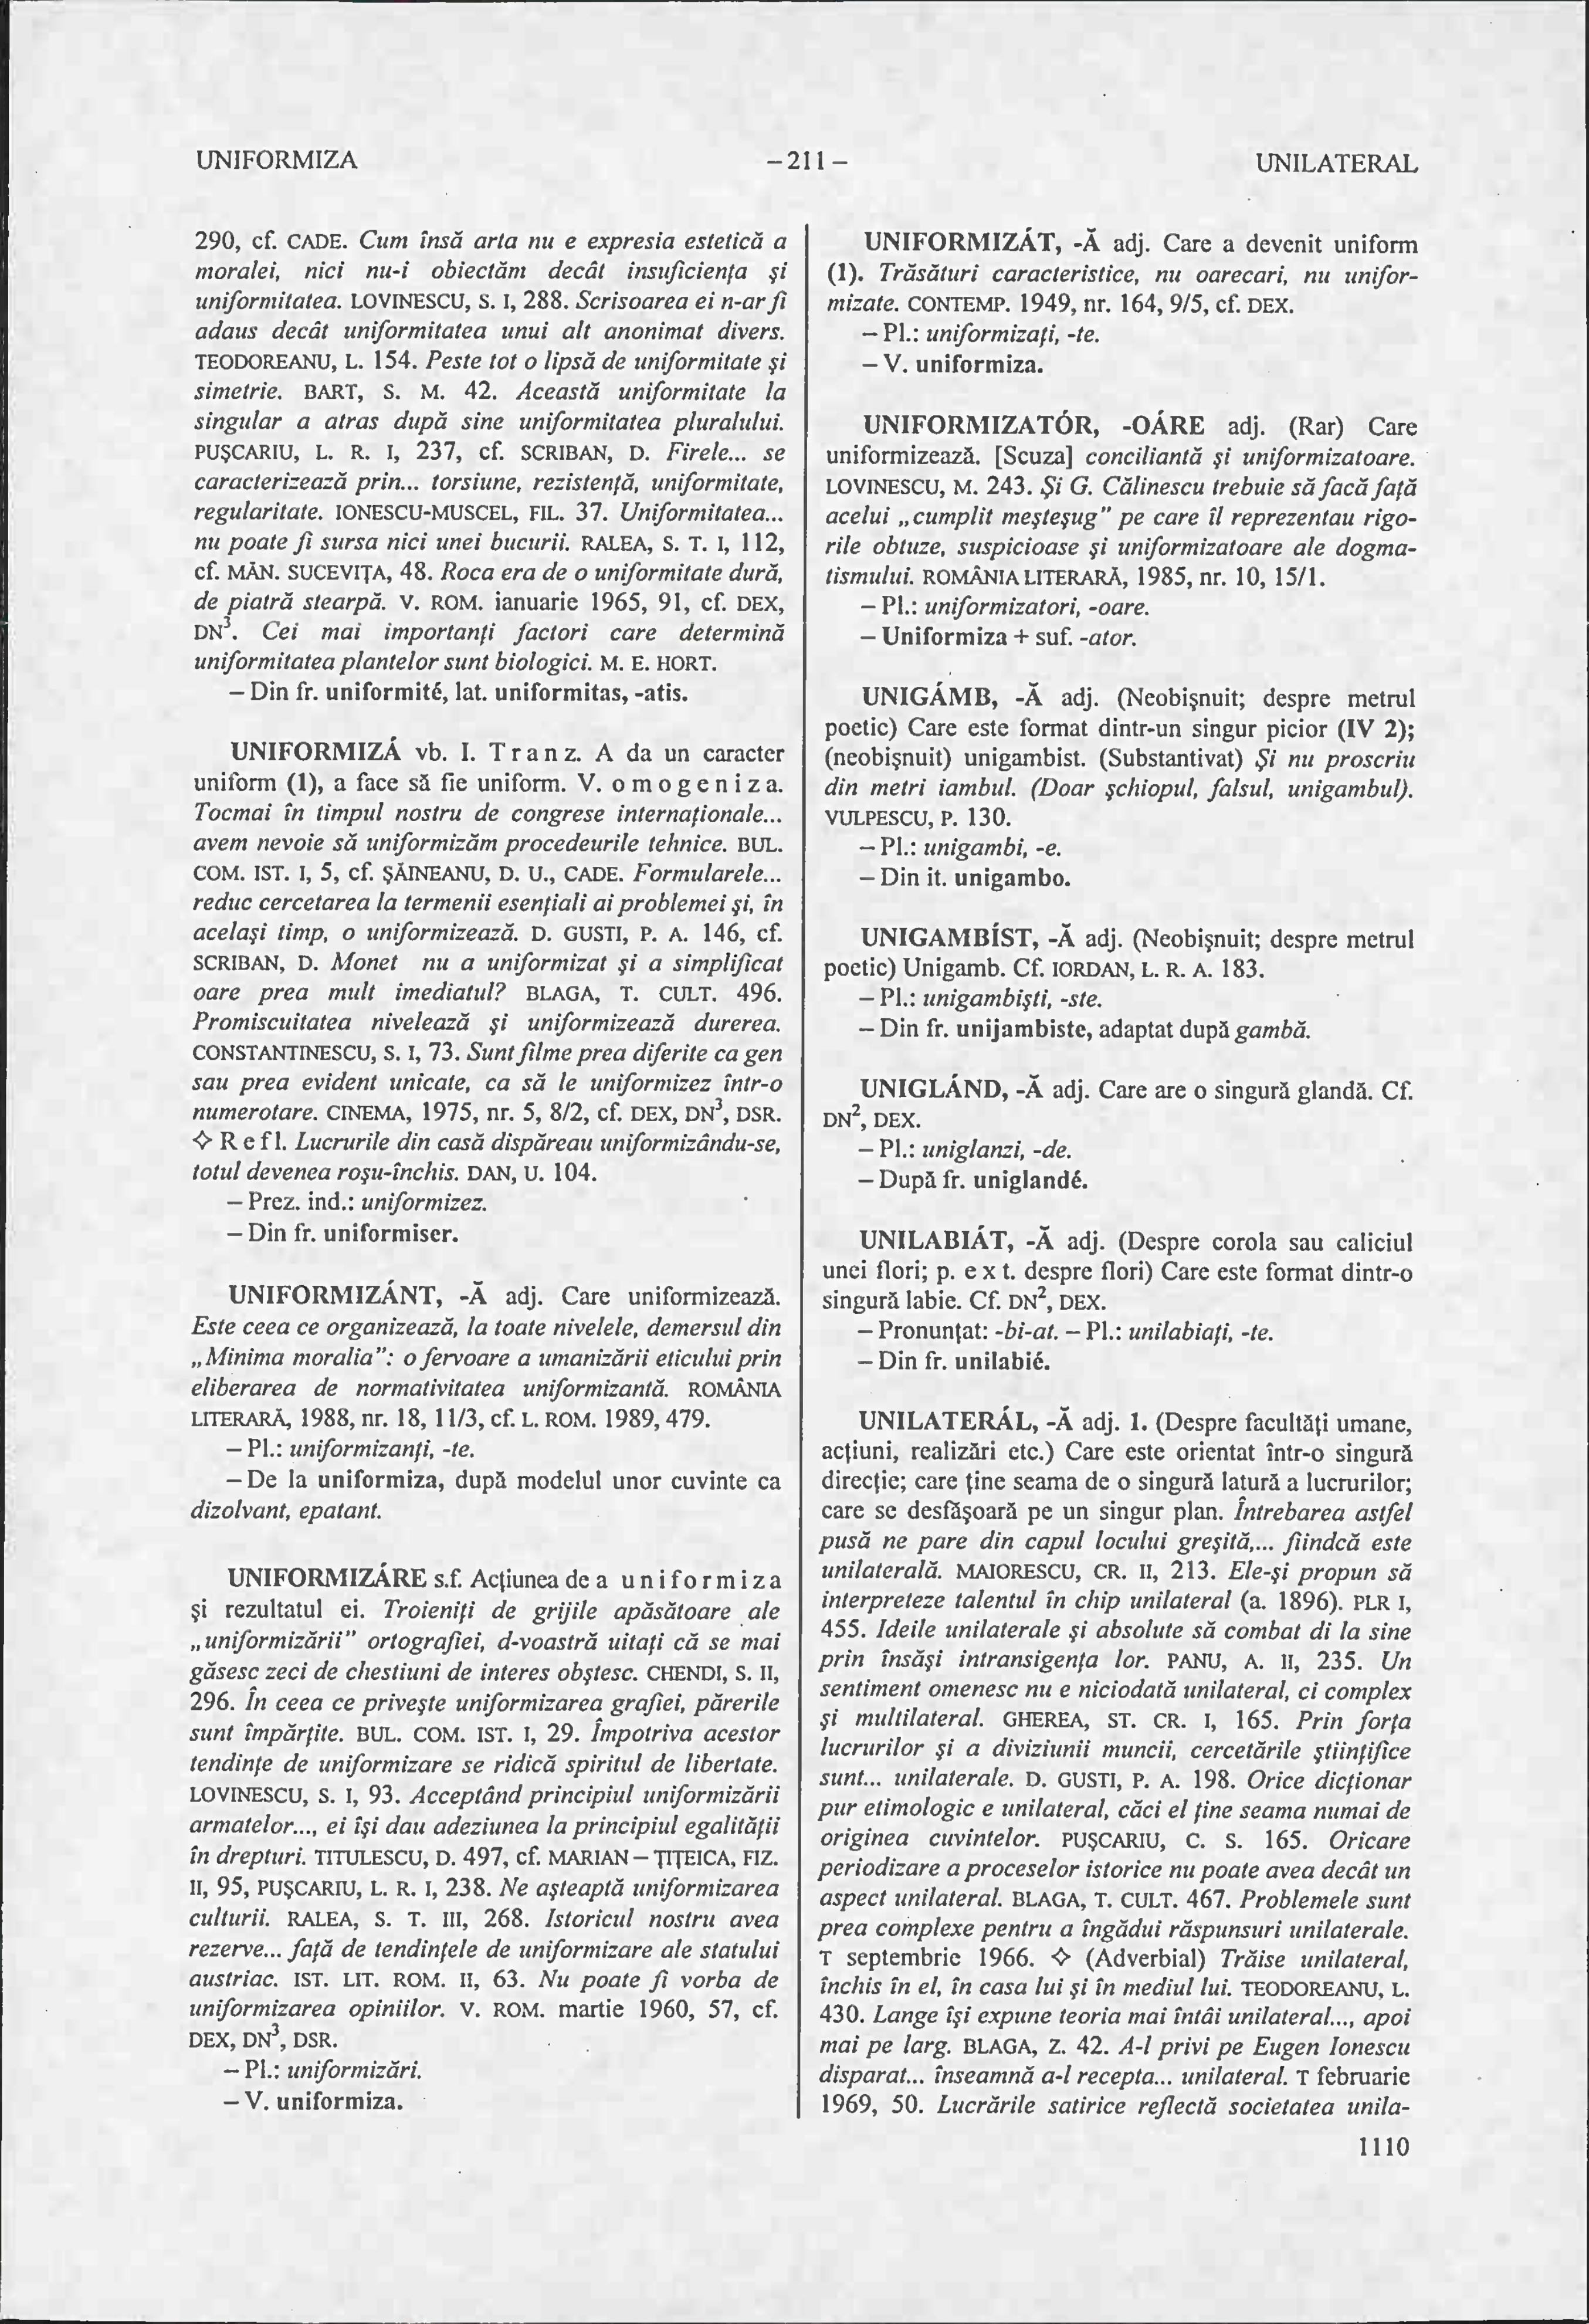 UNIFORMIZA
–211–
UNILATERAL
290, cf. CADE. Cum însă arta nu e expresia estetică a
moralei, nici nu-i obiectăm decât insuficienţa şi
uniformitatea. LOVINESCU, S. I, 288. Scrisoarea ei n-ar fi
adaus decât uniformitatea unui alt anonimat divers.
TEODOREANU, L. 154. Peste tot o lipsă de uniformitate şi
simetrie. BART, S. M. 42. Această uniformitate la
singular a atras după sine uniformitatea pluralului.
PUŞCARIU, L. R. I, 237, cf. SCRIBAN, D. Firele... se
caracterizează prin... torsiune, rezistenţă, uniformitate,
regularitate. IONESCU-MUSCEL, FIL. 37. Uniformitatea...
nu poate fi sursa nici unei bucurii. RALEA, S. T. I, 112,
cf. MĂN. SUCEVIŢA, 48. Roca era de o uniformitate dură,
de piatră stearpă. V. ROM. ianuarie 1965, 91, cf. DEX,
DN³. Cei mai importanţi factori care determină
uniformitatea plantelor sunt biologici. M. E. HORT.
– Din fr. uniformité, lat. uniformitas, -atis.
UNIFORMIZÁ vb. I. T r a n z. A da un caracter
uniform (1), a face să fie uniform. V. o m o g e n i z a.
Tocmai în timpul nostru de congrese internaţionale...
avem nevoie să uniformizăm procedeurile tehnice. BUL.
COM. IST. I, 5, cf. ŞĂINEANU, D. U., CADE. Formularele...
reduc cercetarea la termenii esenţiali ai problemei şi, în
acelaşi timp, o uniformizează. D. GUSTI, P. A. 146, cf.
SCRIBAN, D. Monet nu a uniformizat şi a simplificat
oare prea mult imediatul? BLAGA, T. CULT. 496.
Promiscuitatea nivelează şi uniformizează durerea.
CONSTANTINESCU, S. I, 73. Sunt filme prea diferite ca gen
sau prea evident unicate, ca să le uniformizez într-o
numerotare. CINEMA, 1975, nr. 5, 8/2, cf. DEX, DN³, DSR.
◇ R e f l. Lucrurile din casă dispăreau uniformizându-se,
totul devenea roşu-închis. DAN, U. 104.
– Prez. ind.: uniformizez.
– Din fr. uniformiser.
UNIFORMIZÁNT, -Ă adj. Care uniformizează.
Este ceea ce organizează, la toate nivelele, demersul din
„Minima moralia”: o fervoare a umanizării eticului prin
eliberarea de normativitatea uniformizantă. ROMÂNIA
LITERARĂ, 1988, nr. 18, 11/3, cf. L. ROM. 1989, 479.
– Pl.: uniformizanţi, -te.
– De la uniformiza, după modelul unor cuvinte ca
dizolvant, epatant.
UNIFORMIZÁRE s.f. Acţiunea de a u n i f o r m i z a
şi rezultatul ei. Troieniţi de grijile apăsătoare ale
„uniformizării” ortografiei, d-voastră uitaţi că se mai
găsesc zeci de chestiuni de interes obştesc. CHENDI, S. II,
296. În ceea ce priveşte uniformizarea grafiei, părerile
sunt împărţite. BUL. COM. IST. I, 29. Împotriva acestor
tendinţe de uniformizare se ridică spiritul de libertate.
LOVINESCU, S. I, 93. Acceptând principiul uniformizării
armatelor..., ei îşi dau adeziunea la principiul egalităţii
în drepturi. TITULESCU, D. 497, cf. MARIAN – ŢIŢEICA, FIZ.
II, 95, PUŞCARIU, L. R. I, 238. Ne aşteaptă uniformizarea
culturii. RALEA, S. T. III, 268. Istoricul nostru avea
rezerve... faţă de tendinţele de uniformizare ale statului
austriac. IST. LIT. ROM. II, 63. Nu poate fi vorba de
uniformizarea opiniilor. V. ROM. martie 1960, 57, cf.
DEX, DN³, DSR.
– Pl.: uniformizări.
– V. uniformiza.
UNIFORMIZÁT, -Ă adj. Care a devenit uniform
(1). Trăsături caracteristice, nu oarecari, nu unifor-
mizate. CONTEMP. 1949, nr. 164, 9/5, cf. DEX.
– Pl.: uniformizaţi, -te.
– V. uniformiza.
UNIFORMIZATÓR, -OÁRE adj. (Rar) Care
uniformizează. [Scuza] conciliantă şi uniformizatoare.
LOVINESCU, M. 243. Şi G. Călinescu trebuie să facă faţă
acelui „cumplit meşteşug” pe care îl reprezentau rigo-
rile obtuze, suspicioase şi uniformizatoare ale dogma-
tismului. ROMÂNIA LITERARĂ, 1985, nr. 10, 15/1.
– Pl.: uniformizatori, -oare.
– Uniformiza + suf. -ator.
UNIGÁMB, -Ă adj. (Neobişnuit; despre metrul
poetic) Care este format dintr-un singur picior (IV 2);
(neobişnuit) unigambist. (Substantivat) Şi nu proscriu
din metri iambul. (Doar şchiopul, falsul, unigambul).
VULPESCU, P. 130.
– Pl.: unigambi, -e.
– Din it. unigambo.
UNIGAMBÍST, -Ă adj. (Neobişnuit; despre metrul
poetic) Unigamb. Cf. IORDAN, L. R. A. 183.
– Pl.: unigambişti, -ste.
– Din fr. unijambiste, adaptat după gambă.
UNIGLÁND, -Ă adj. Care are o singură glandă. Cf.
DN², DEX.
– Pl.: uniglanzi, -de.
– După fr. uniglandé.
UNILABIÁT, -Ă adj. (Despre corola sau caliciul
unei flori; p. e x t. despre flori) Care este format dintr-o
singură labie. Cf. DN², DEX.
– Pronunţat: -bi-at. – Pl.: unilabiaţi, -te.
– Din fr. unilabié.
UNILATERÁL, -Ă adj. 1. (Despre facultăţi umane,
acţiuni, realizări etc.) Care este orientat într-o singură
direcţie; care ţine seama de o singură latură a lucrurilor;
care se desfăşoară pe un singur plan. Întrebarea astfel
pusă ne pare din capul locului greşită,... fiindcă este
unilaterală. MAIORESCU, CR. II, 213. Ele-şi propun să
interpreteze talentul în chip unilateral (a. 1896). PLR I,
455. Ideile unilaterale şi absolute să combat di la sine
prin însăşi intransigenţa lor. PANU, A. II, 235. Un
sentiment omenesc nu e niciodată unilateral, ci complex
şi multilateral. GHEREA, ST. CR. I, 165. Prin forţa
lucrurilor şi a diviziunii muncii, cercetările ştiinţifice
sunt... unilaterale. D. GUSTI, P. A. 198. Orice dicţionar
pur etimologic e unilateral, căci el ţine seama numai de
originea cuvintelor. PUŞCARIU, C. S. 165. Oricare
periodizare a proceselor istorice nu poate avea decât un
aspect unilateral. BLAGA, T. CULT. 467. Problemele sunt
prea complexe pentru a îngădui răspunsuri unilaterale.
T septembrie 1966. ◇ (Adverbial) Trăise unilateral,
închis în el, în casa lui şi în mediul lui. TEODOREANU, L.
430. Lange îşi expune teoria mai întâi unilateral..., apoi
mai pe larg. BLAGA, Z. 42. A-l privi pe Eugen Ionescu
disparat... înseamnă a-l recepta... unilateral. T februarie
1969, 50. Lucrările satirice reflectă societatea unila-
1110